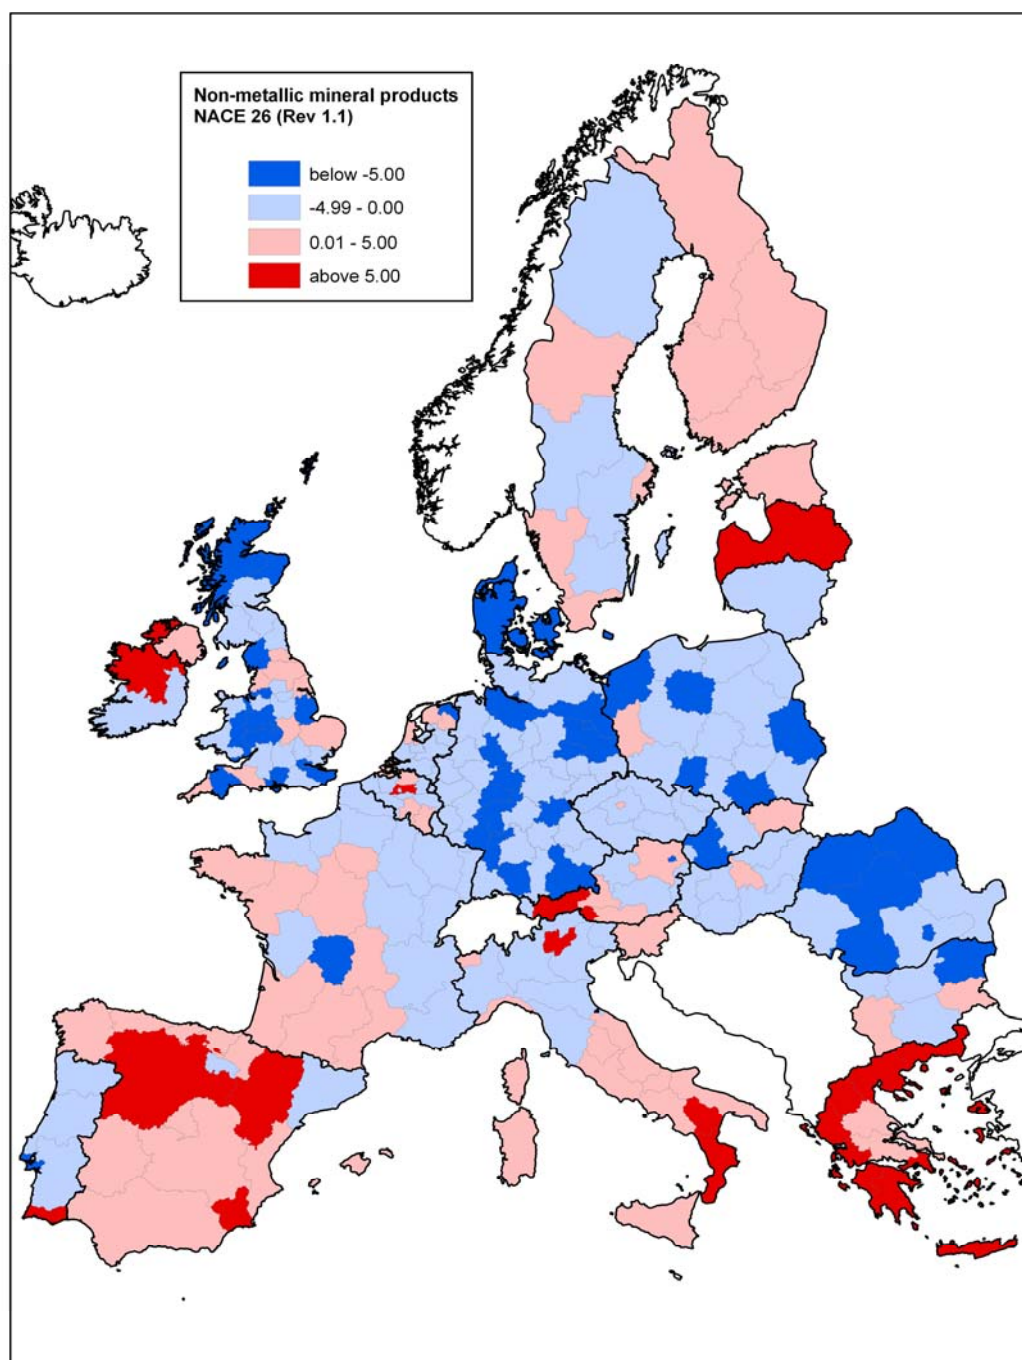 Non-metallic mineral products
NACE 26 (Rev 1.1)
below -5.00
-4.99 - 0.00
0.01 - 5.00
above 5.00